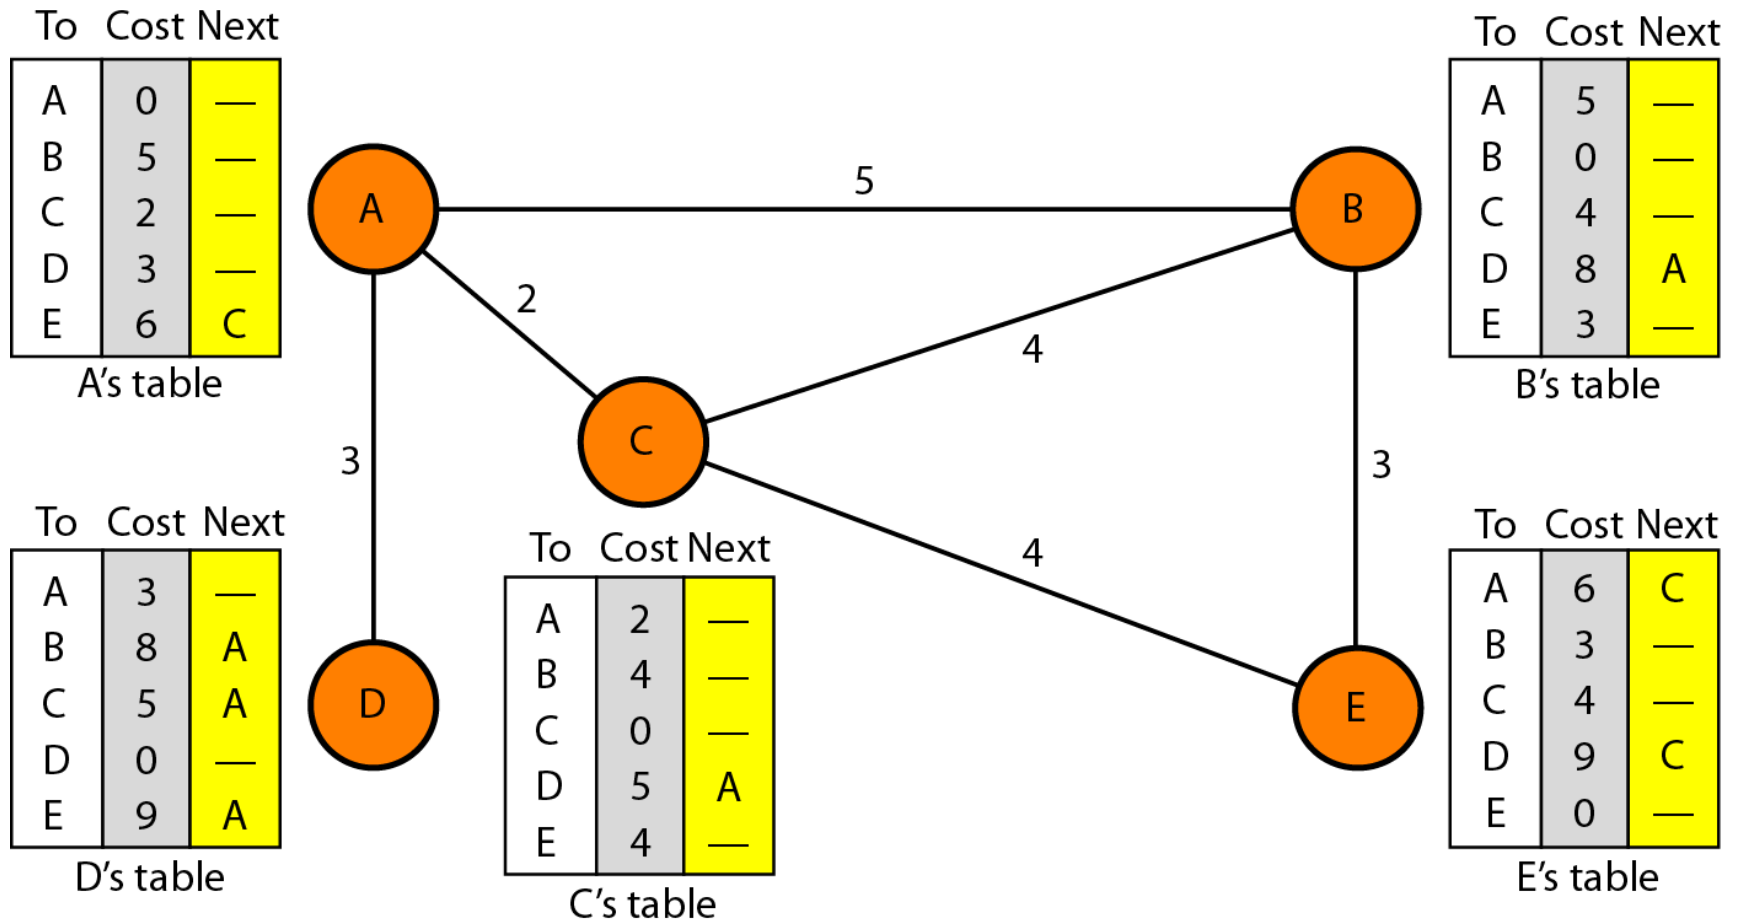 To Cost Next
A 0 —
B 5 —
C 2 —
D 3 —
E 6 C
A's table
To Cost Next
A 5 —
B 0 —
C 4 —
D 8 A
E 3 —
B's table
A
5
B
2
4
C
3
3
4
D
E
To Cost Next
A 3 —
B 8 A
C 5 A
D 0 —
E 9 A
D's table
To Cost Next
A 2 —
B 4 —
C 0 —
D 5 A
E 4 —
C's table
To Cost Next
A 6 C
B 3 —
C 4 —
D 9 C
E 0 —
E's table